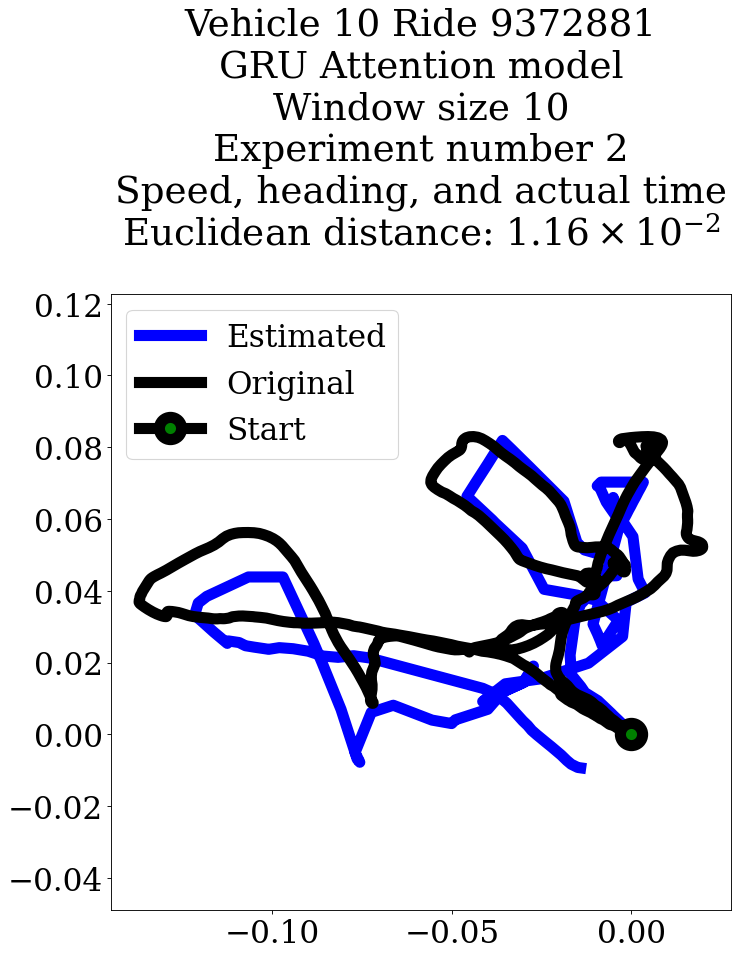 Vehicle 10 Ride 9372881
GRU Attention model
Window size 10
Experiment number 2
Speed, heading, and actual time
Euclidean distance: 1.16 × 10⁻²
0.12
0.10
0.08
0.06
0.04
0.02
0.00
−0.02
−0.04
Estimated
Original
Start
−0.10
−0.05
0.00